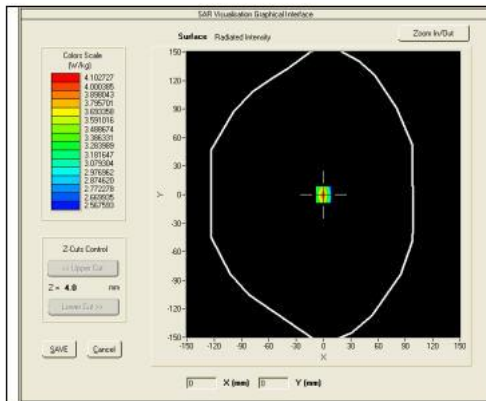 SAR Visualisation Graphical Interface
Surface Radiated Intensity
Zoom In/Out
Colors Scale
(W/kg)
4.102727
4.000385
3.898043
3.795701
3.693358
3.591016
3.488674
3.386331
3.283989
3.181647
3.079304
2.976962
2.874620
2.772278
2.669935
2.567593
150
120
90
60
30
0
-30
-60
-90
-120
-150
Y
-150 -120 -90 -60 -30 0 30 60 90 120 150
X
Z-Cuts Control
<< Upper Cut
Z = 4.0 mm
Lower Cut >>
SAVE Cancel
0 X (mm) 0 Y (mm)